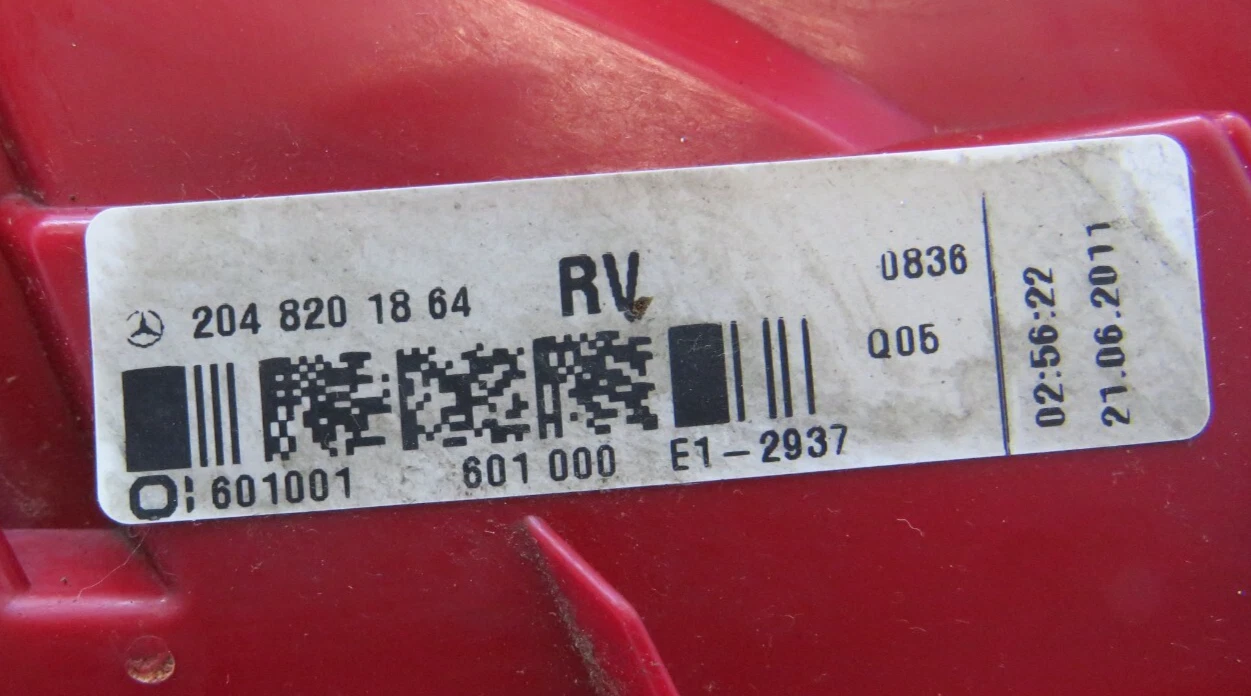 204 820 18 64 RV 0836
Q05
601001 601 000 E1-2937
02:56:22
21.06.2011